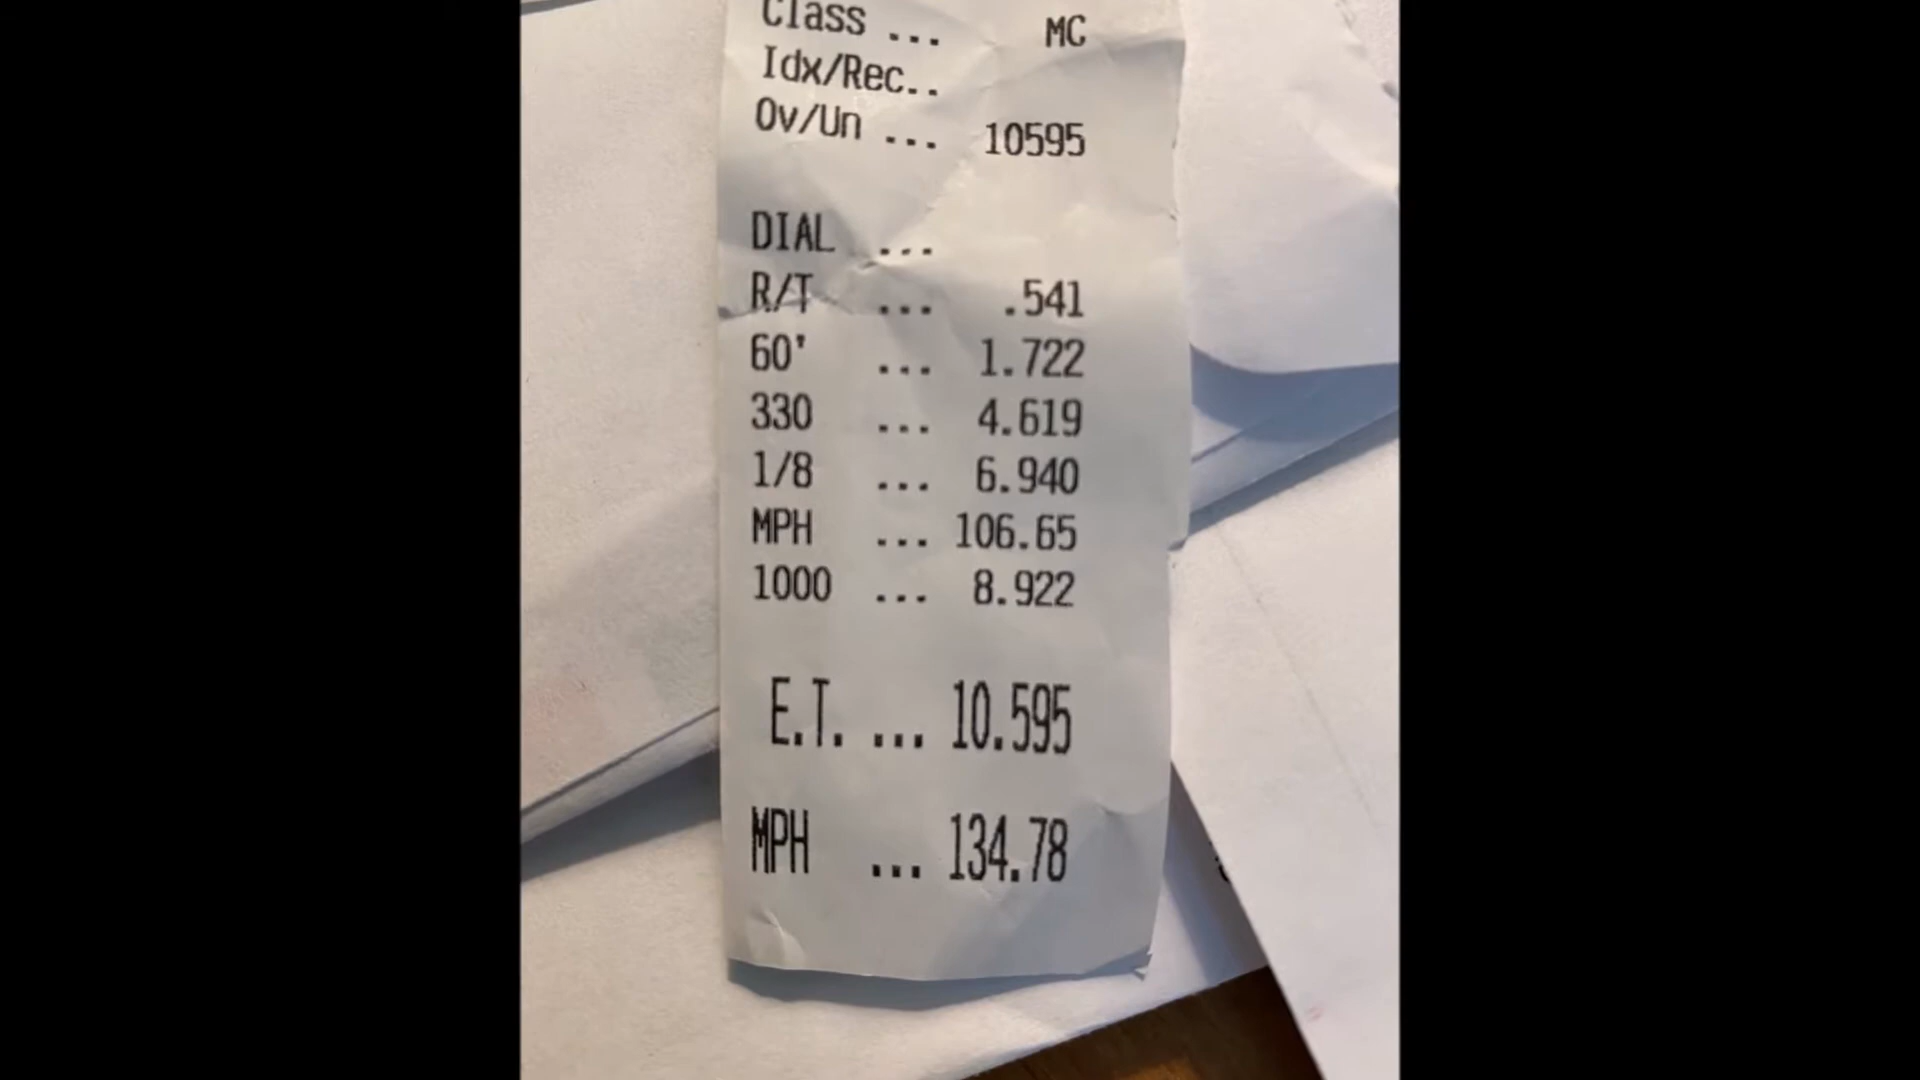 Class ... MC
Idx/Rec..
Ov/Un ... 10595
DIAL ...
R/T ... .541
60' ... 1.722
330 ... 4.619
1/8 ... 6.940
MPH ... 106.65
1000 ... 8.922
E.T. ... 10.595
MPH ... 134.78